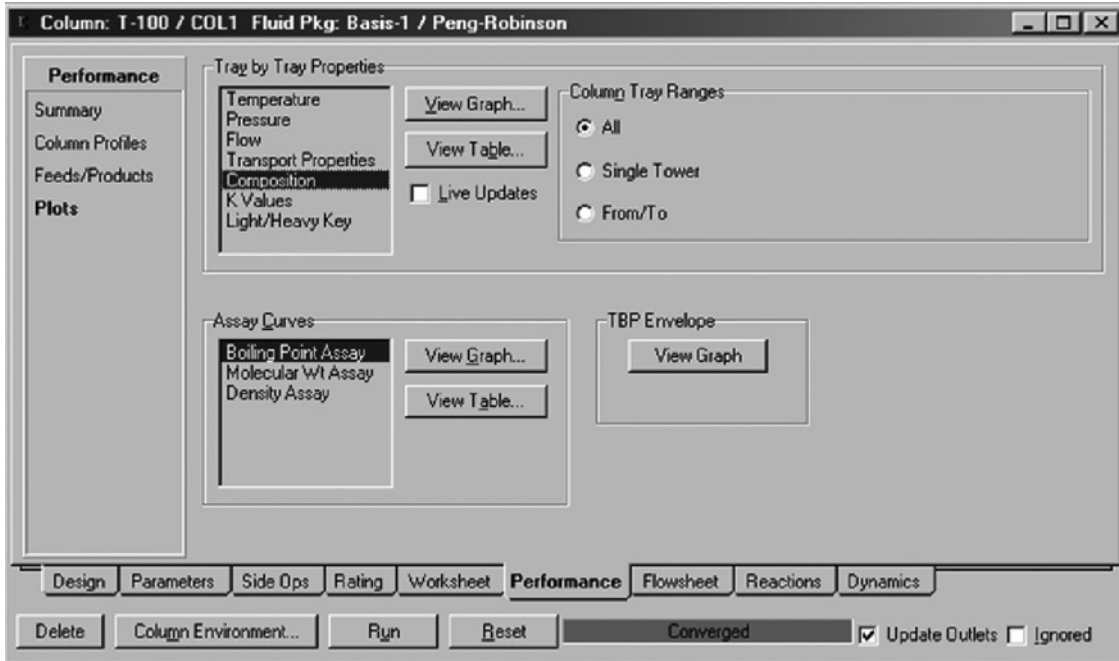 Column: T-100 / COL1 Fluid Pkg: Basis-1 / Peng-Robinson
Performance
Summary
Column Profiles
Feeds/Products
Plots
Tray by Tray Properties
Temperature
Pressure
Flow
Transport Properties
Composition
K Values
Light/Heavy Key
View Graph...
View Table...
Live Updates
Column Tray Ranges
All
Single Tower
From/To
Assay Curves
Boiling Point Assay
Molecular Wt Assay
Density Assay
View Graph...
View Table...
TBP Envelope
View Graph
Design Parameters Side Ops Rating Worksheet Performance Flowsheet Reactions Dynamics
Delete Column Environment... Run Reset Converged Update Outlets Ignored